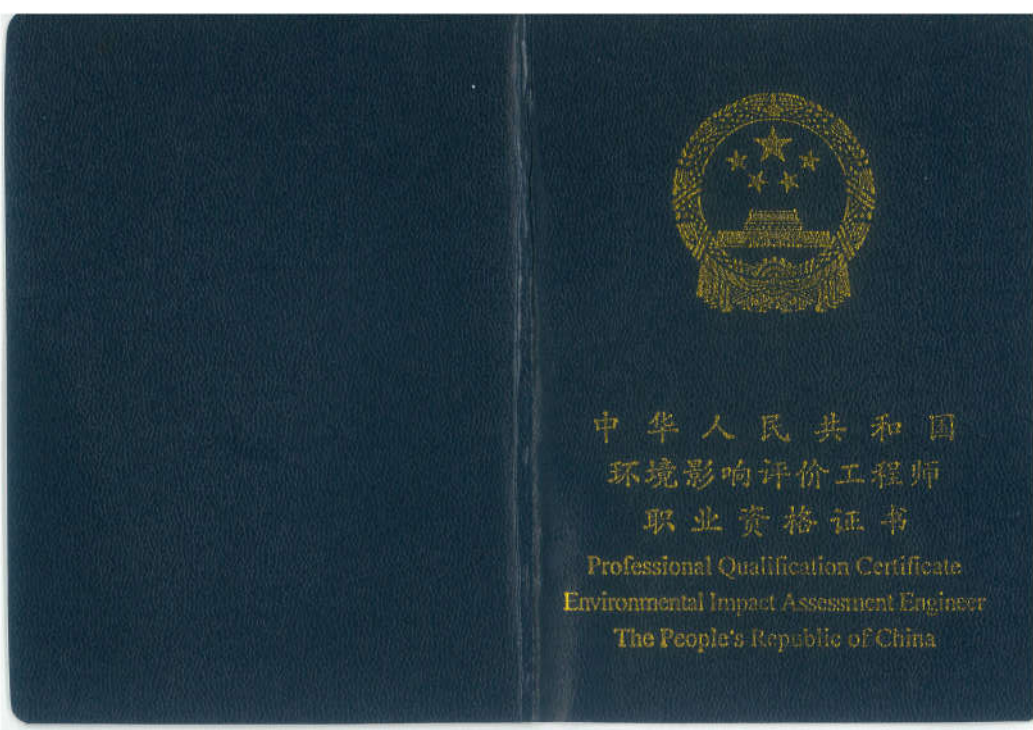 中华人民共和国
环境影响评价工程师
职业资格证书
Professional Qualification Certificate
Environmental Impact Assessment Engineer
The People's Republic of China